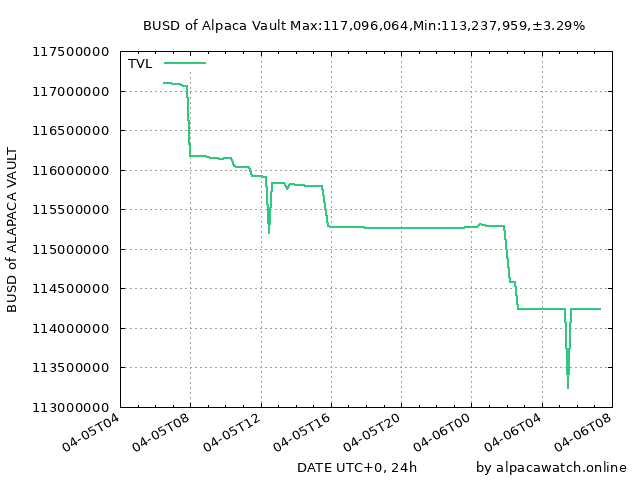 BUSD of Alpaca Vault Max:117,096,064,Min:113,237,959,±3.29%
117500000
TVL
117000000
116500000
116000000
115500000
115000000
114500000
114000000
113500000
113000000
BUSD of ALAPACA VAULT
04-05T04
04-05T08
04-05T12
04-05T16
04-05T20
04-06T00
04-06T04
04-06T08
DATE UTC+0, 24h
by alpacawatch.online